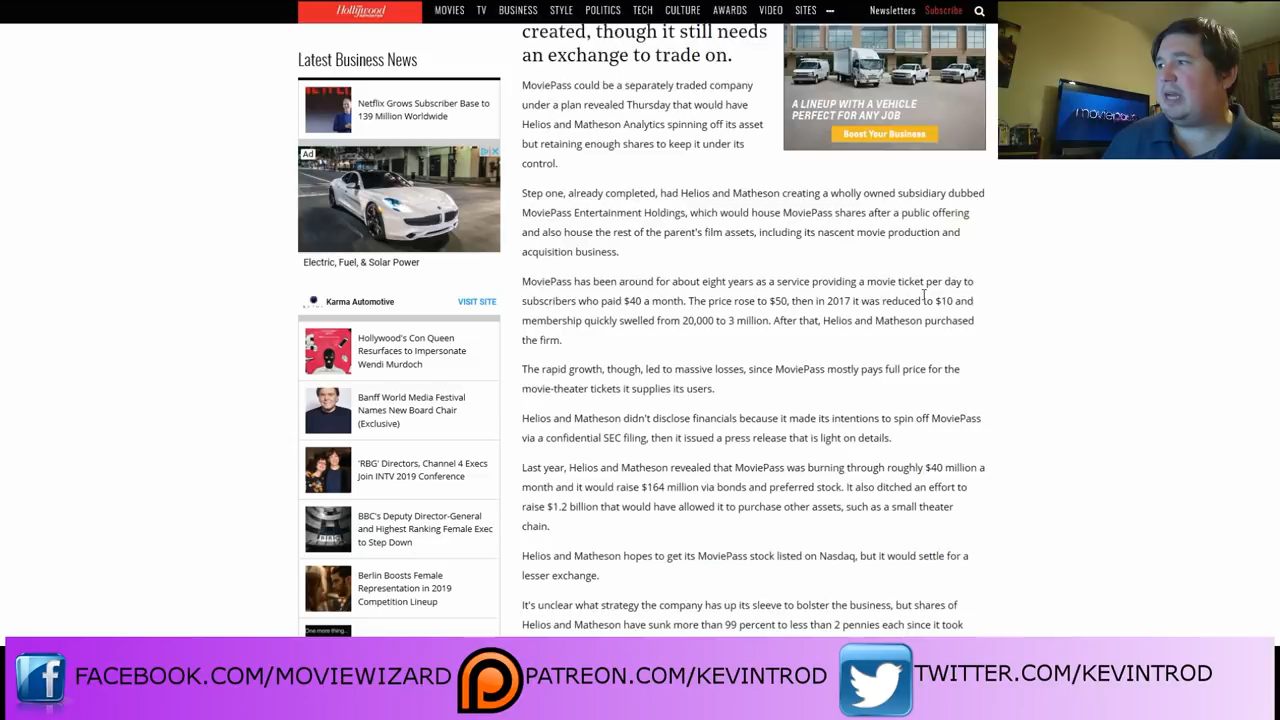 Hollywood
REPORTER
MOVIES TV BUSINESS STYLE POLITICS TECH CULTURE AWARDS VIDEO SITES •••
Newsletters Subscribe
created, though it still needs
an exchange to trade on.
Latest Business News
Netflix Grows Subscriber Base to
139 Million Worldwide
Ad
Electric, Fuel, & Solar Power
Karma Automotive VISIT SITE
Hollywood's Con Queen
Resurfaces to Impersonate
Wendi Murdoch
Banff World Media Festival
Names New Board Chair
(Exclusive)
'RBG' Directors, Channel 4 Execs
Join INTV 2019 Conference
BBC's Deputy Director-General
and Highest Ranking Female Exec
to Step Down
Berlin Boosts Female
Representation in 2019
Competition Lineup
One more thing...
MoviePass could be a separately traded company
under a plan revealed Thursday that would have
Helios and Matheson Analytics spinning off its asset
but retaining enough shares to keep it under its
control.
Step one, already completed, had Helios and Matheson creating a wholly owned subsidiary dubbed
MoviePass Entertainment Holdings, which would house MoviePass shares after a public offering
and also house the rest of the parent's film assets, including its nascent movie production and
acquisition business.
MoviePass has been around for about eight years as a service providing a movie ticket per day to
subscribers who paid $40 a month. The price rose to $50, then in 2017 it was reduced to $10 and
membership quickly swelled from 20,000 to 3 million. After that, Helios and Matheson purchased
the firm.
The rapid growth, though, led to massive losses, since MoviePass mostly pays full price for the
movie-theater tickets it supplies its users.
Helios and Matheson didn't disclose financials because it made its intentions to spin off MoviePass
via a confidential SEC filing, then it issued a press release that is light on details.
Last year, Helios and Matheson revealed that MoviePass was burning through roughly $40 million a
month and it would raise $164 million via bonds and preferred stock. It also ditched an effort to
raise $1.2 billion that would have allowed it to purchase other assets, such as a small theater
chain.
Helios and Matheson hopes to get its MoviePass stock listed on Nasdaq, but it would settle for a
lesser exchange.
It's unclear what strategy the company has up its sleeve to bolster the business, but shares of
Helios and Matheson have sunk more than 99 percent to less than 2 pennies each since it took
A LINEUP WITH A VEHICLE
PERFECT FOR ANY JOB
Boost Your Business
moviepass
FACEBOOK.COM/MOVIEWIZARD
PATREON.COM/KEVINTROD
TWITTER.COM/KEVINTROD